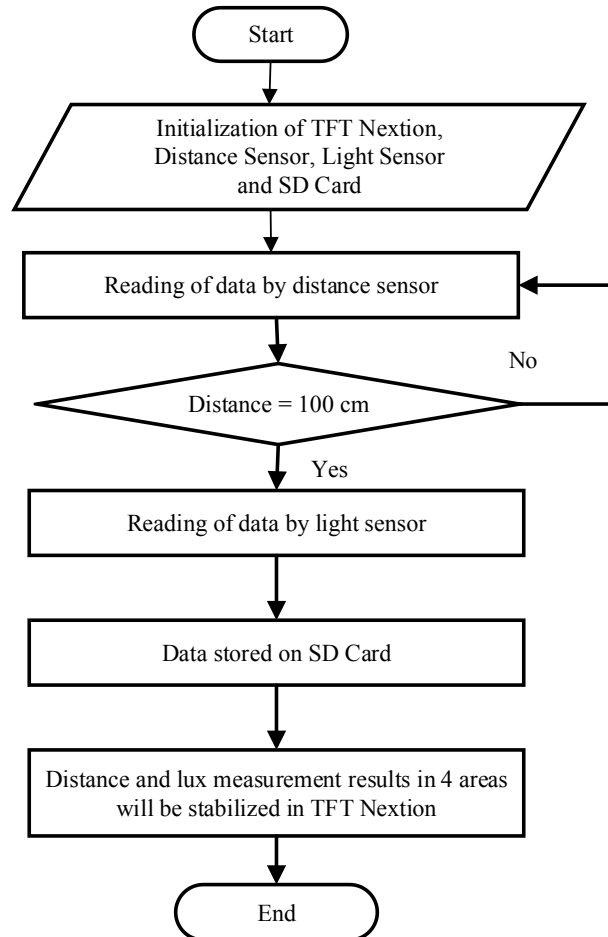 Start
Initialization of TFT Nextion,
Distance Sensor, Light Sensor
and SD Card
Reading of data by distance sensor
No
Distance = 100 cm
Yes
Reading of data by light sensor
Data stored on SD Card
Distance and lux measurement results in 4 areas
will be stabilized in TFT Nextion
End